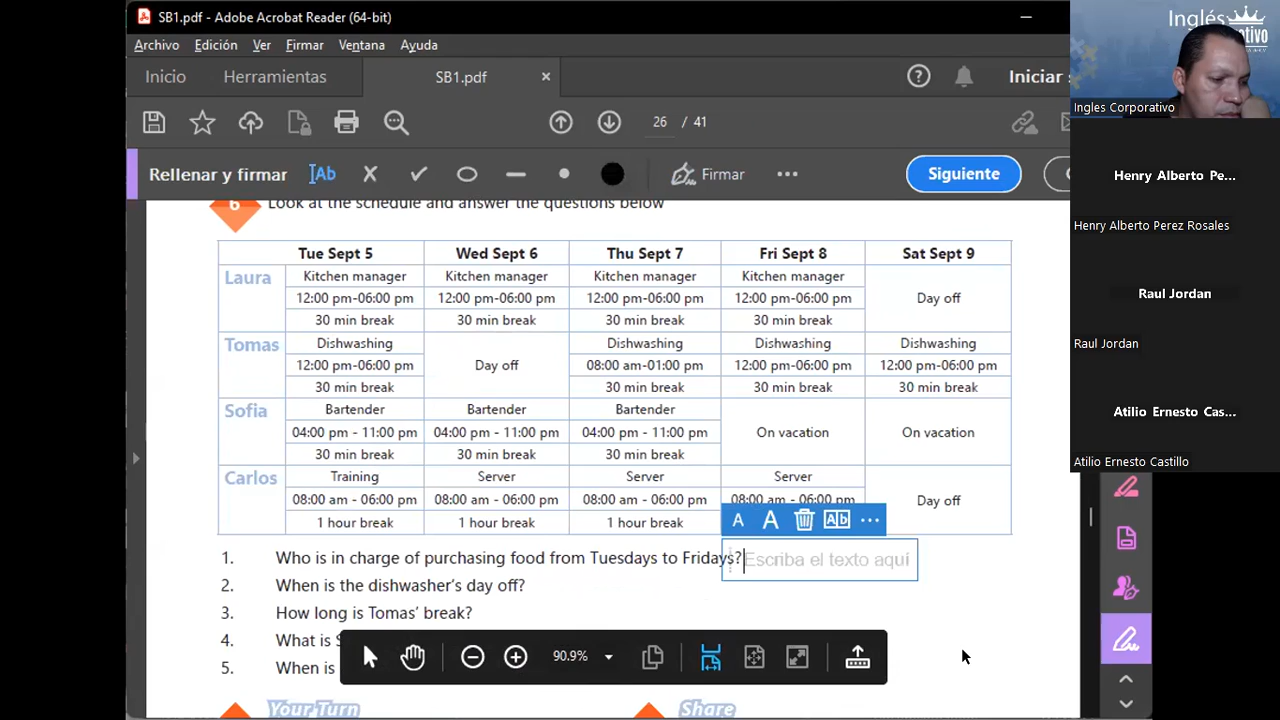 SB1.pdf - Adobe Acrobat Reader (64-bit)
Archivo Edición Ver Firmar Ventana Ayuda
Inicio Herramientas SB1.pdf Iniciar
26 / 41
Rellenar y firmar Ab Firmar Siguiente
6 Look at the schedule and answer the questions below
Tue Sept 5 Wed Sept 6 Thu Sept 7 Fri Sept 8 Sat Sept 9
Laura Kitchen manager Kitchen manager Kitchen manager Kitchen manager
12:00 pm-06:00 pm 12:00 pm-06:00 pm 12:00 pm-06:00 pm 12:00 pm-06:00 pm Day off
30 min break 30 min break 30 min break 30 min break
Tomas Dishwashing Dishwashing Dishwashing Dishwashing
12:00 pm-06:00 pm Day off 08:00 am-01:00 pm 12:00 pm-06:00 pm 12:00 pm-06:00 pm
30 min break 30 min break 30 min break 30 min break
Sofia Bartender Bartender Bartender
04:00 pm - 11:00 pm 04:00 pm - 11:00 pm 04:00 pm - 11:00 pm On vacation On vacation
30 min break 30 min break 30 min break
Carlos Training Server Server Server
08:00 am - 06:00 pm 08:00 am - 06:00 pm 08:00 am - 06:00 pm 08:00 am - 06:00 pm Day off
1 hour break 1 hour break 1 hour break
A A Ab
1. Who is in charge of purchasing food from Tuesdays to Fridays? Escriba el texto aquí
2. When is the dishwasher's day off?
3. How long is Tomas' break?
4. What is
5. When is
90.9%
Your Turn Share
Inglés
Ingles Corporativo
Henry Alberto Pe...
Henry Alberto Perez Rosales
Raul Jordan
Raul Jordan
Atilio Ernesto Cas...
Atilio Ernesto Castillo